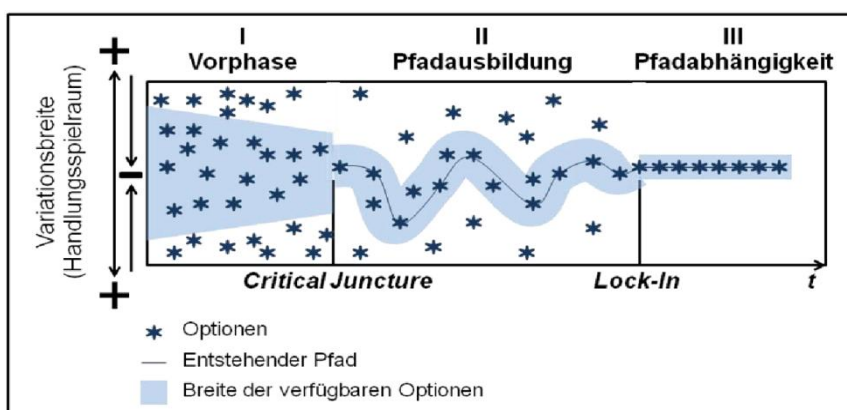 I
Vorphase
II
Pfadausbildung
III
Pfadabhängigkeit
+
-
+
Variationsbreite
(Handlungsspielraum)
Critical Juncture
Lock-In
t
Optionen
Entstehender Pfad
Breite der verfügbaren Optionen